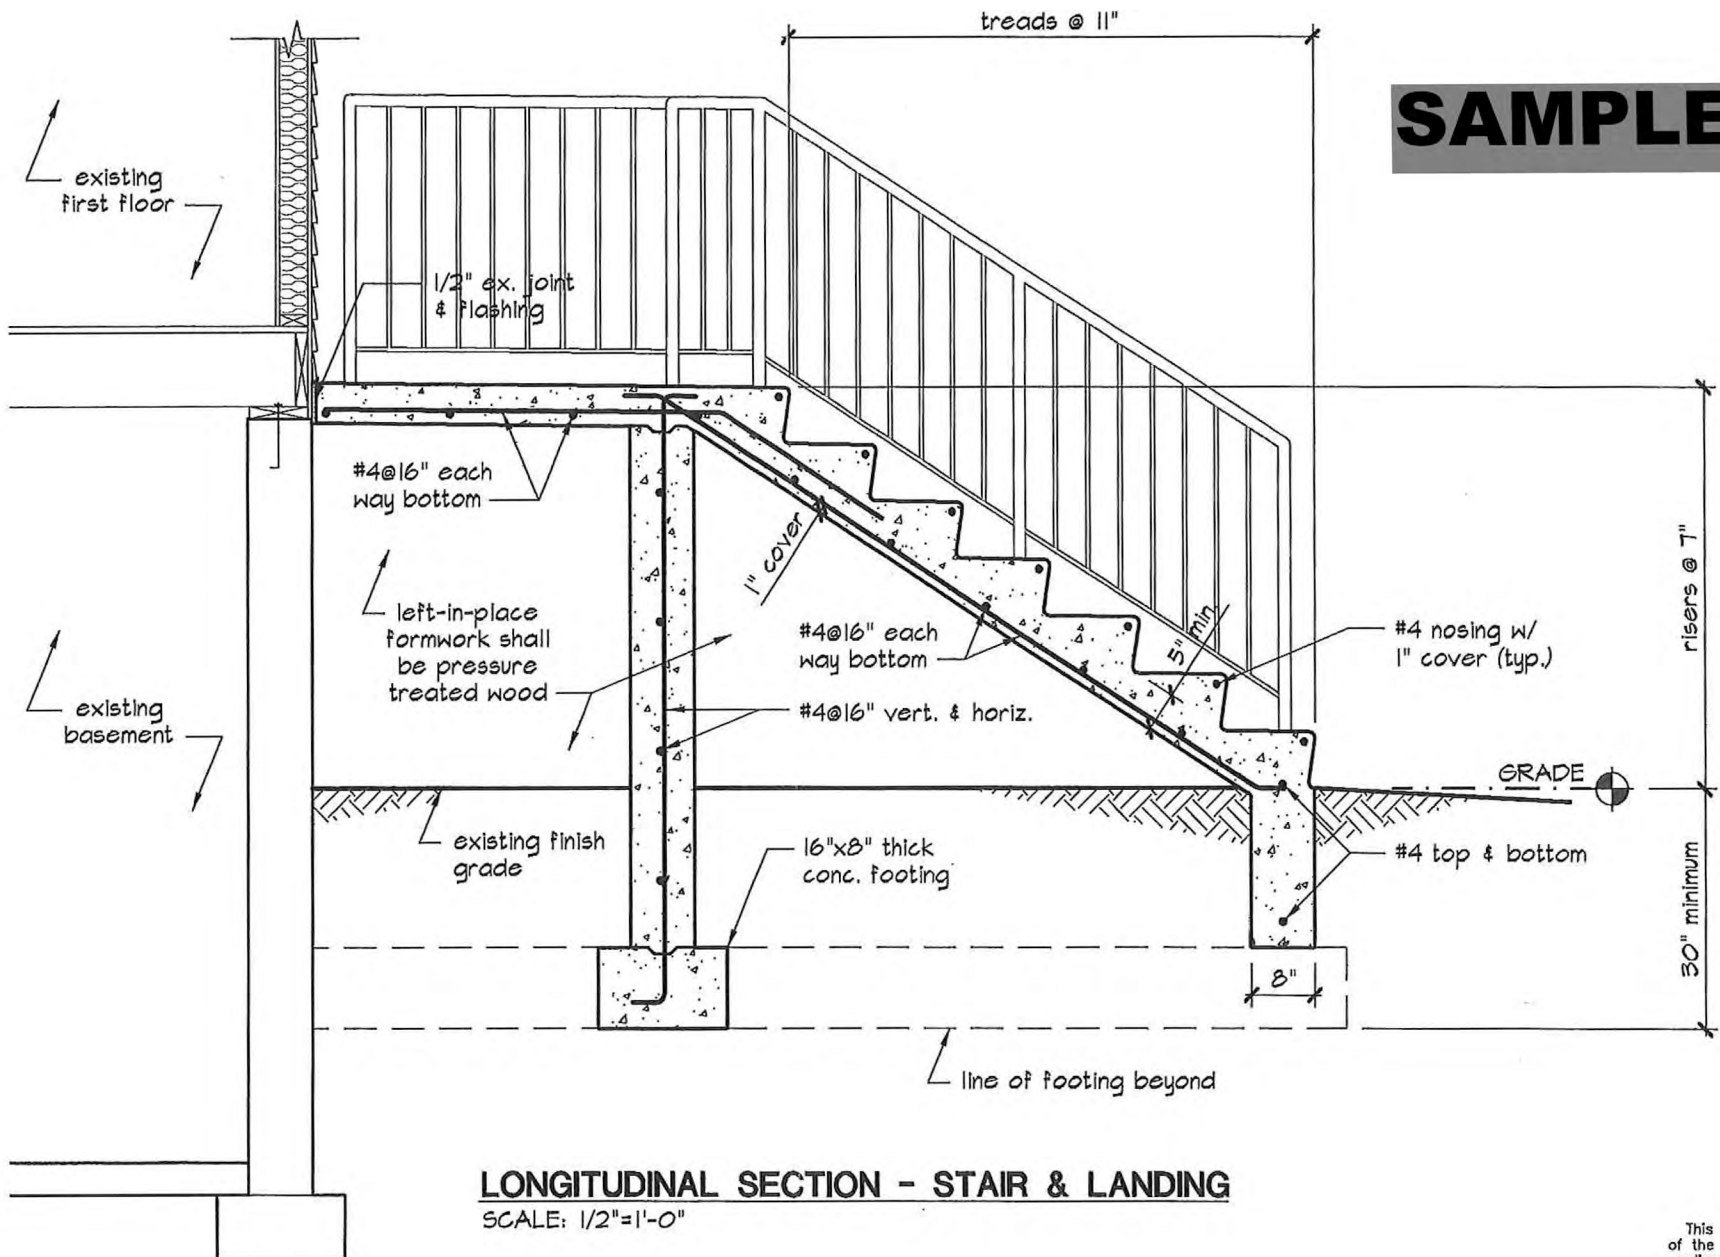 treads @ 11"
SAMPLE
existing
first floor
1/2" ex. joint
& flashing
#4@16" each
way bottom
1" cover
left-in-place
formwork shall
be pressure
treated wood
#4@16" each
way bottom
5" min.
#4 nosing w/
1" cover (typ.)
risers @ 7"
existing
basement
#4@16" vert. & horiz.
GRADE
existing finish
grade
16"x8" thick
conc. footing
#4 top & bottom
30" minimum
8"
line of footing beyond
LONGITUDINAL SECTION - STAIR & LANDING
SCALE: 1/2"=1'-0"
This
of the